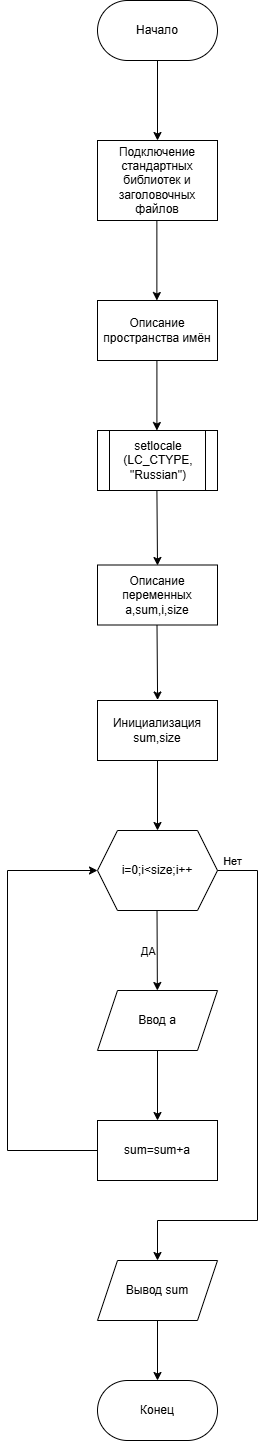 Начало
Подключение
стандартных
библиотек и
заголовочных
файлов
Описание
пространства имён
setlocale
(LC_CTYPE,
"Russian")
Описание
переменных
a,sum,i,size
Инициализация
sum,size
i=0;i<size;i++
Нет
ДА
Ввод a
sum=sum+a
Вывод sum
Конец